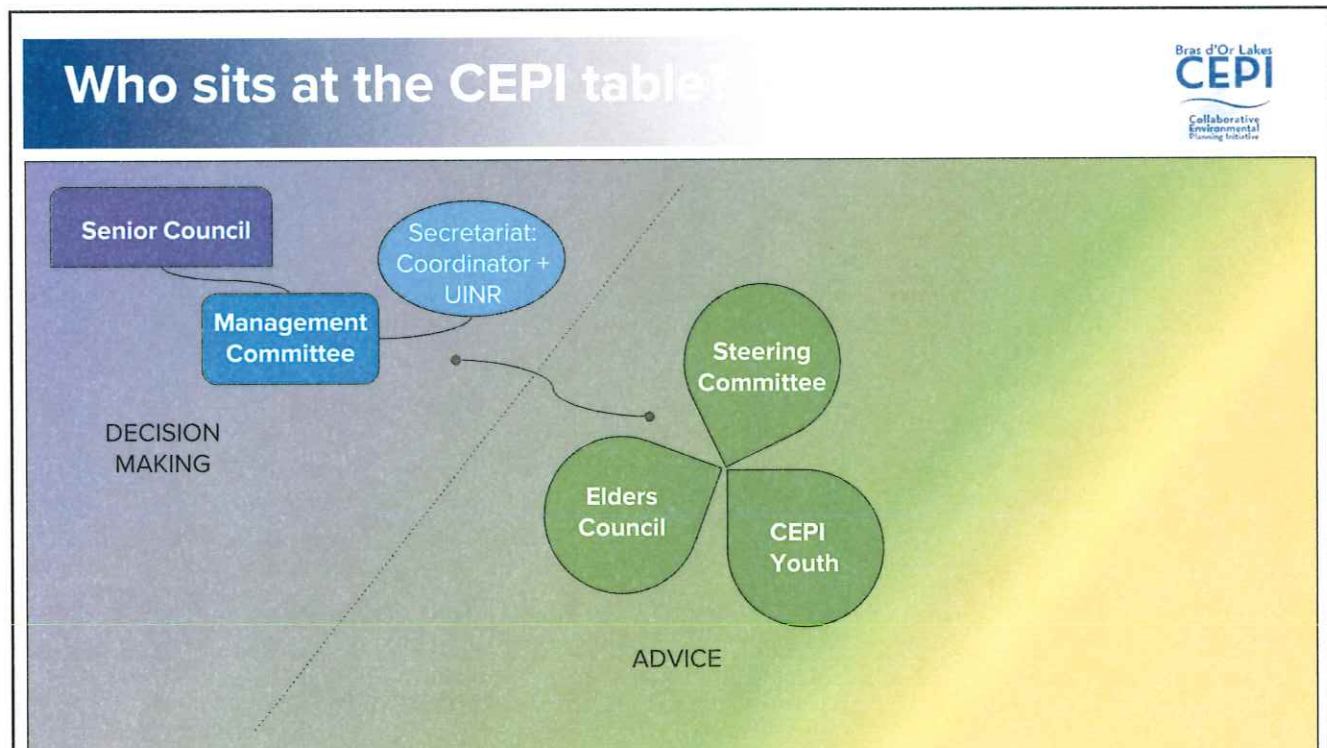 Who sits at the CEPI table?
Bras d'Or Lakes
CEPI
Collaborative
Environmental
Planning Initiative
Senior Council
Secretariat:
Coordinator +
UINR
Management
Committee
Steering
Committee
DECISION
MAKING
Elders
Council
CEPI
Youth
ADVICE